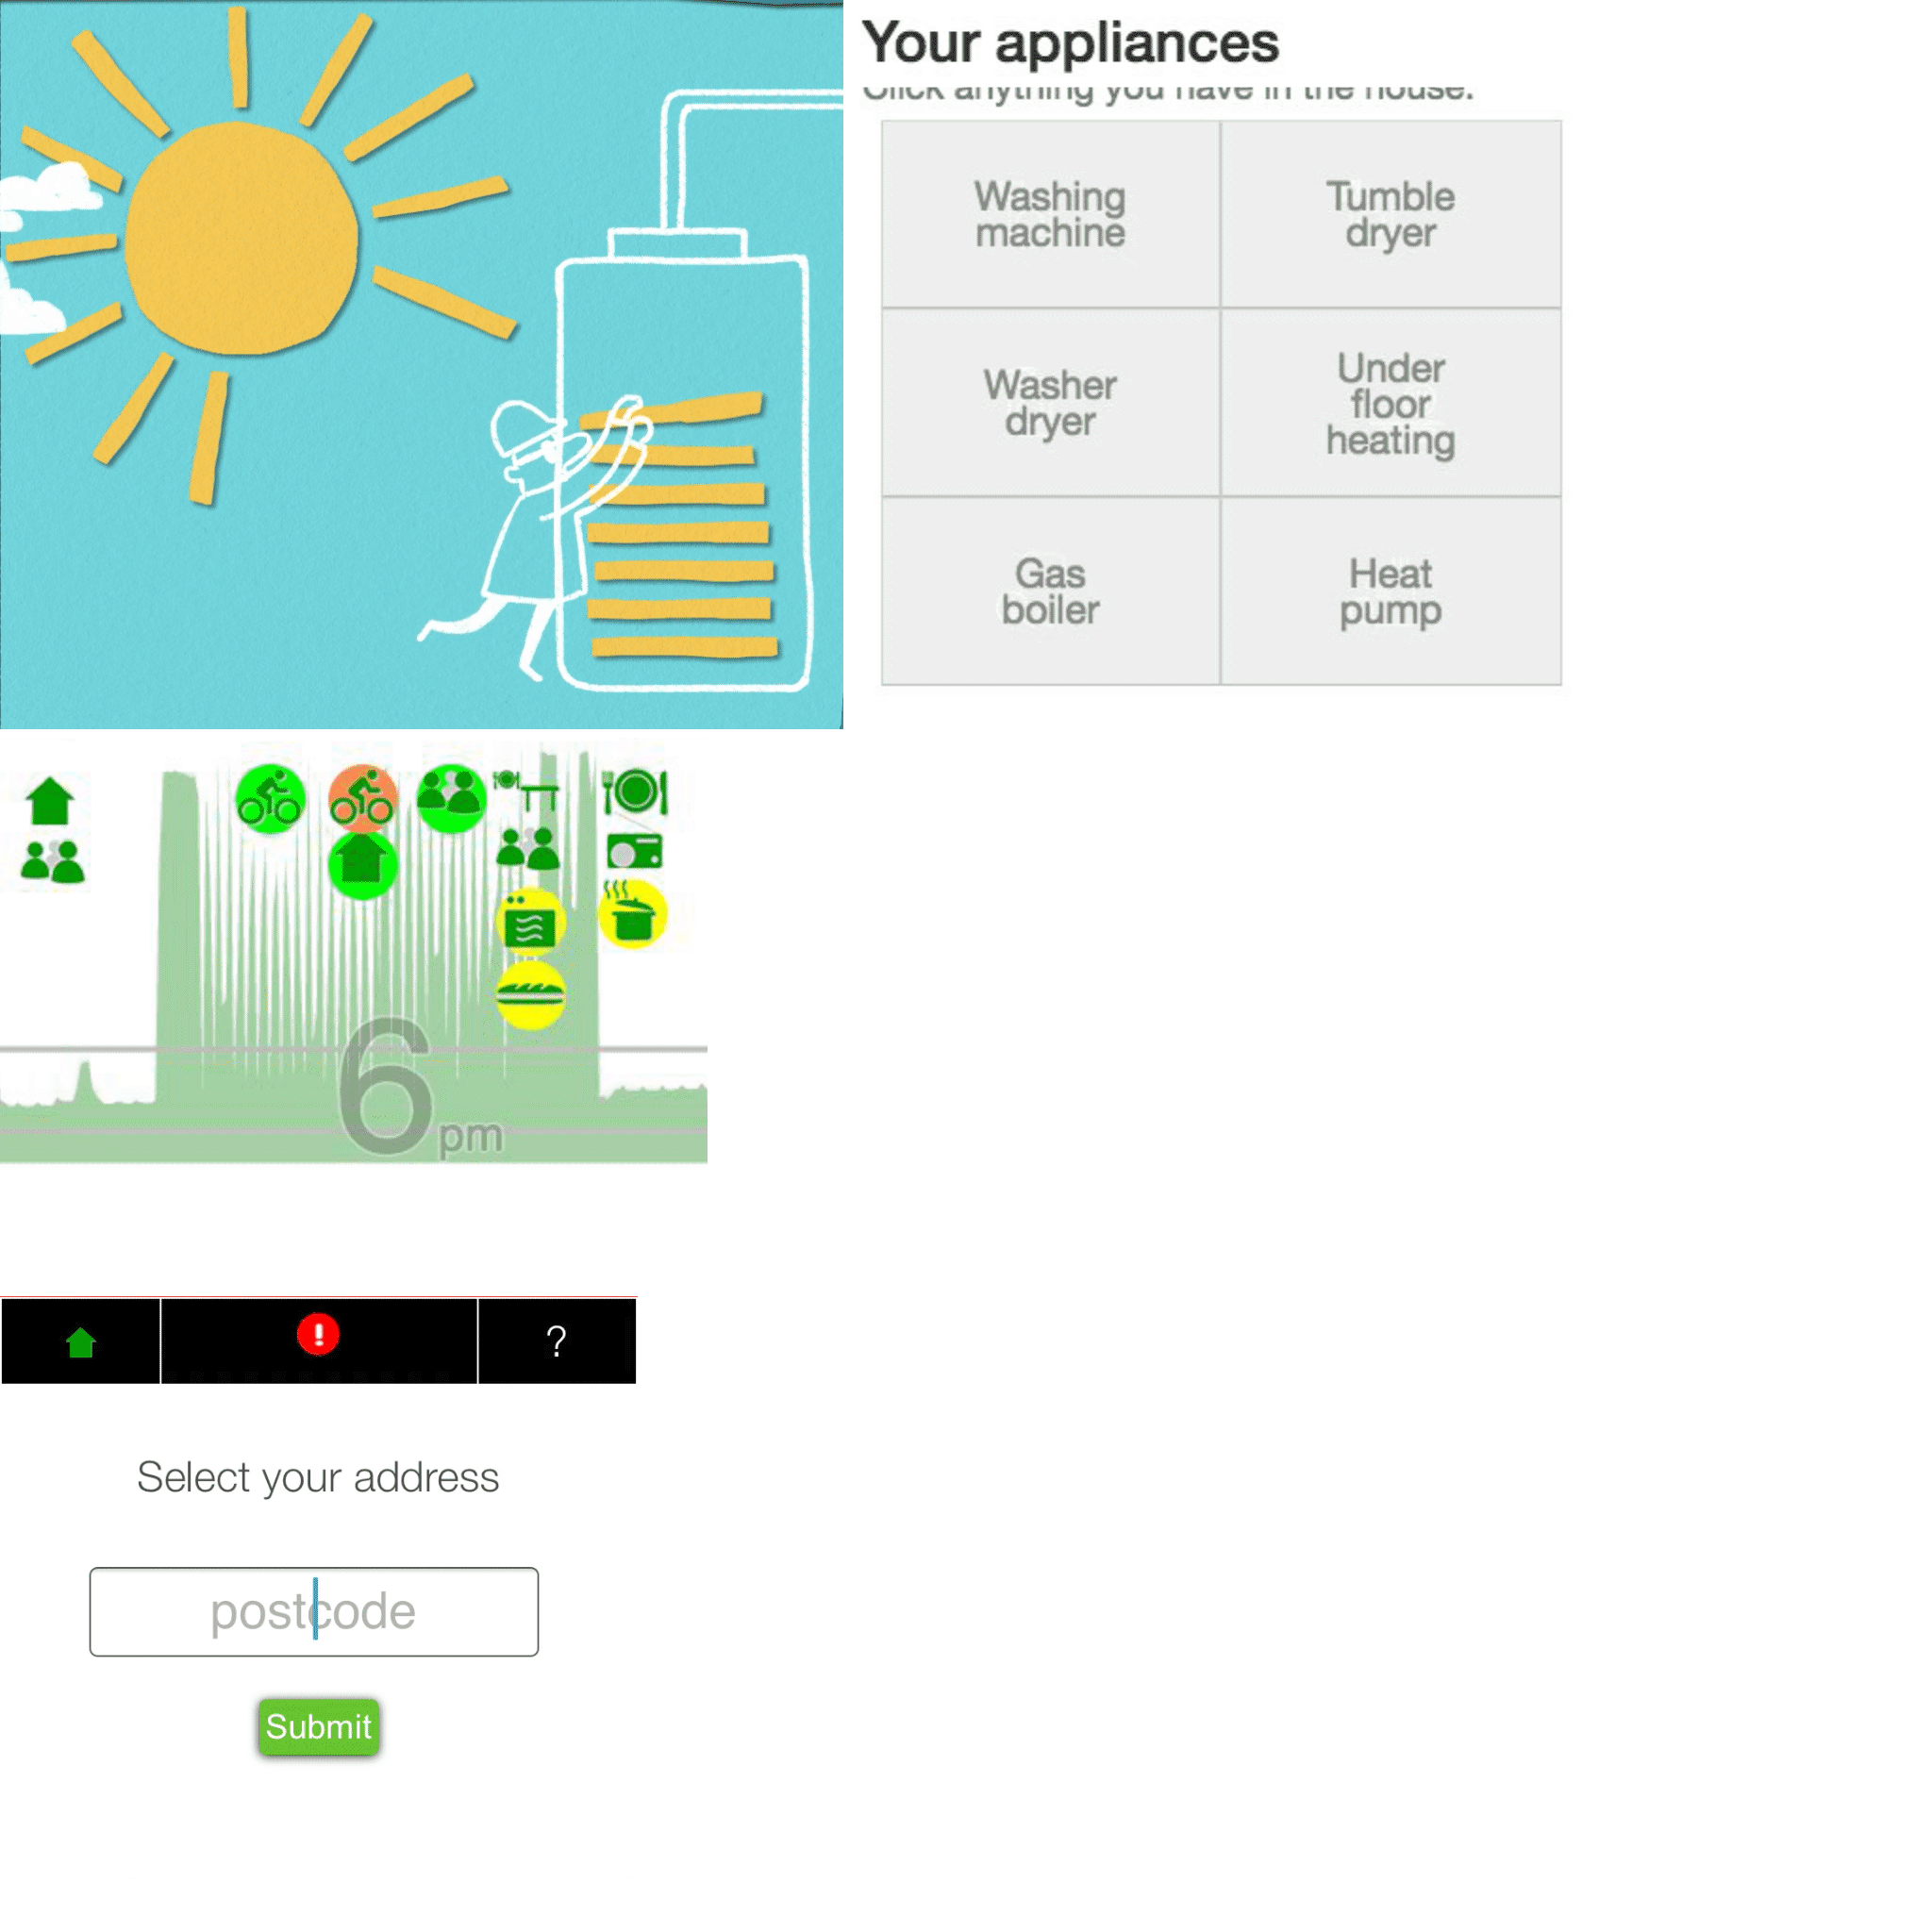 Your appliances
Click anything you have in the house.
Washing
machine
Tumble
dryer
Washer
dryer
Under
floor
heating
Gas
boiler
Heat
pump
6 pm
!
?
Select your address
postcode
Submit